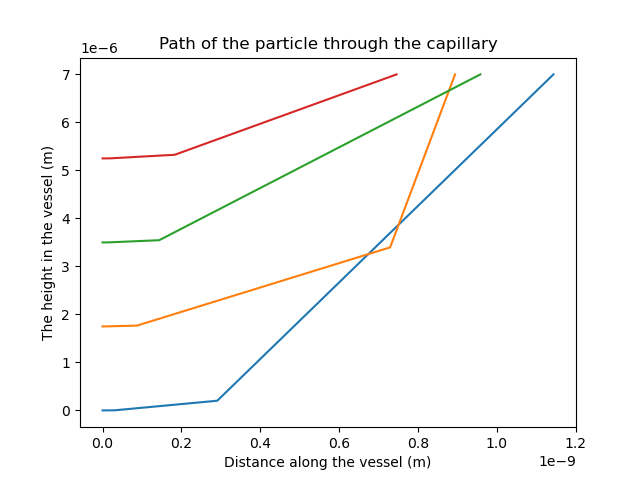 Path of the particle through the capillary
1e−6
7
6
5
4
3
2
1
0
The height in the vessel (m)
0.0 0.2 0.4 0.6 0.8 1.0 1.2
Distance along the vessel (m)
1e−9